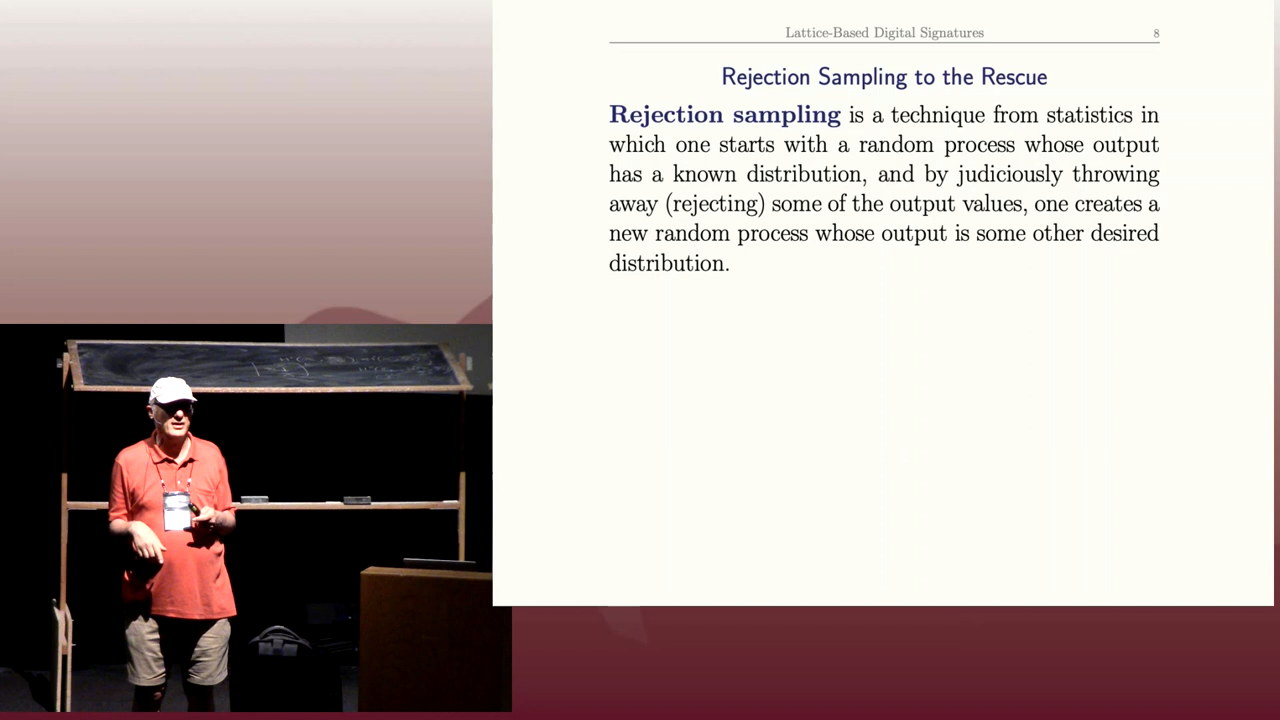 Lattice-Based Digital Signatures 8
Rejection Sampling to the Rescue
Rejection sampling is a technique from statistics in
which one starts with a random process whose output
has a known distribution, and by judiciously throwing
away (rejecting) some of the output values, one creates a
new random process whose output is some other desired
distribution.